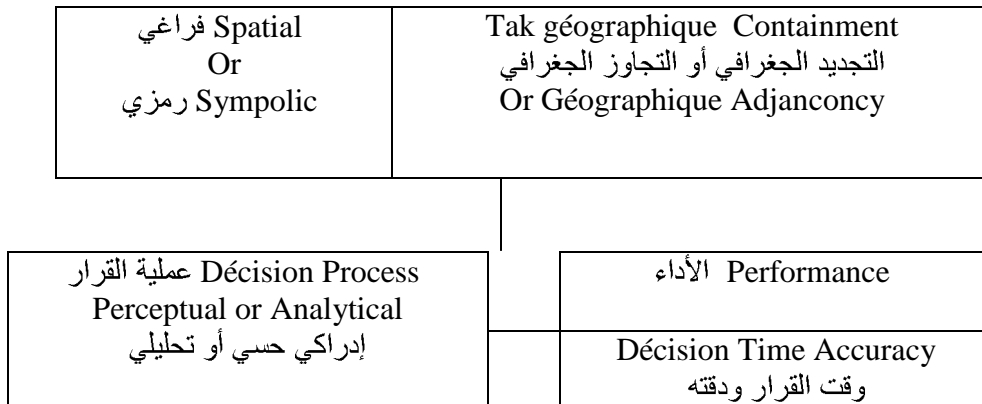 فراغي Spatial
Or
رمزي Sympolic
Tak géographique Containment
التجديد الجغرافي أو التجاوز الجغرافي
Or Géographique Adjanconcy
عملية القرار Décision Process
Perceptual or Analytical
إدراكي حسي أو تحليلي
الأداء Performance
Décision Time Accuracy
وقت القرار ودقته